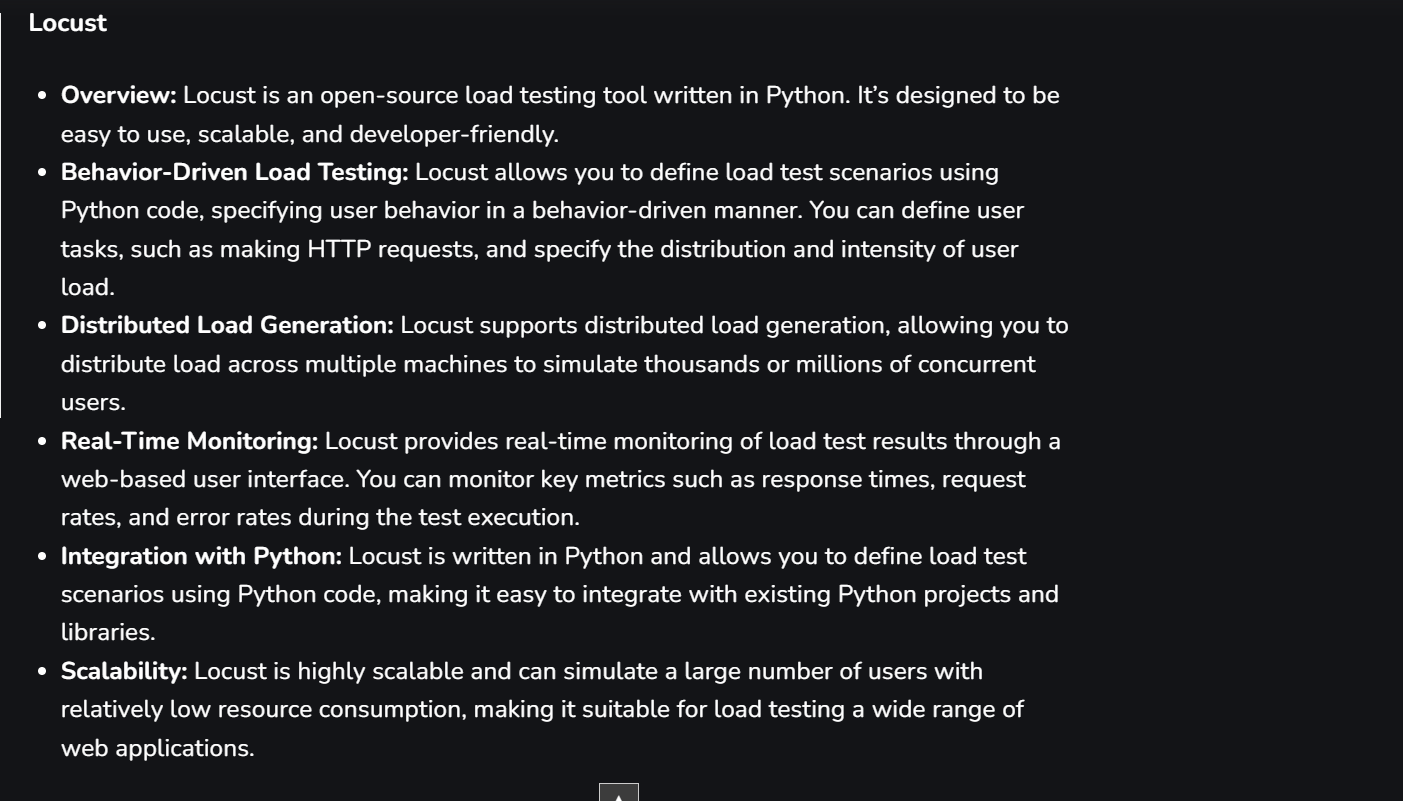 Locust
• Overview: Locust is an open-source load testing tool written in Python. It’s designed to be
easy to use, scalable, and developer-friendly.
• Behavior-Driven Load Testing: Locust allows you to define load test scenarios using
Python code, specifying user behavior in a behavior-driven manner. You can define user
tasks, such as making HTTP requests, and specify the distribution and intensity of user
load.
• Distributed Load Generation: Locust supports distributed load generation, allowing you to
distribute load across multiple machines to simulate thousands or millions of concurrent
users.
• Real-Time Monitoring: Locust provides real-time monitoring of load test results through a
web-based user interface. You can monitor key metrics such as response times, request
rates, and error rates during the test execution.
• Integration with Python: Locust is written in Python and allows you to define load test
scenarios using Python code, making it easy to integrate with existing Python projects and
libraries.
• Scalability: Locust is highly scalable and can simulate a large number of users with
relatively low resource consumption, making it suitable for load testing a wide range of
web applications.